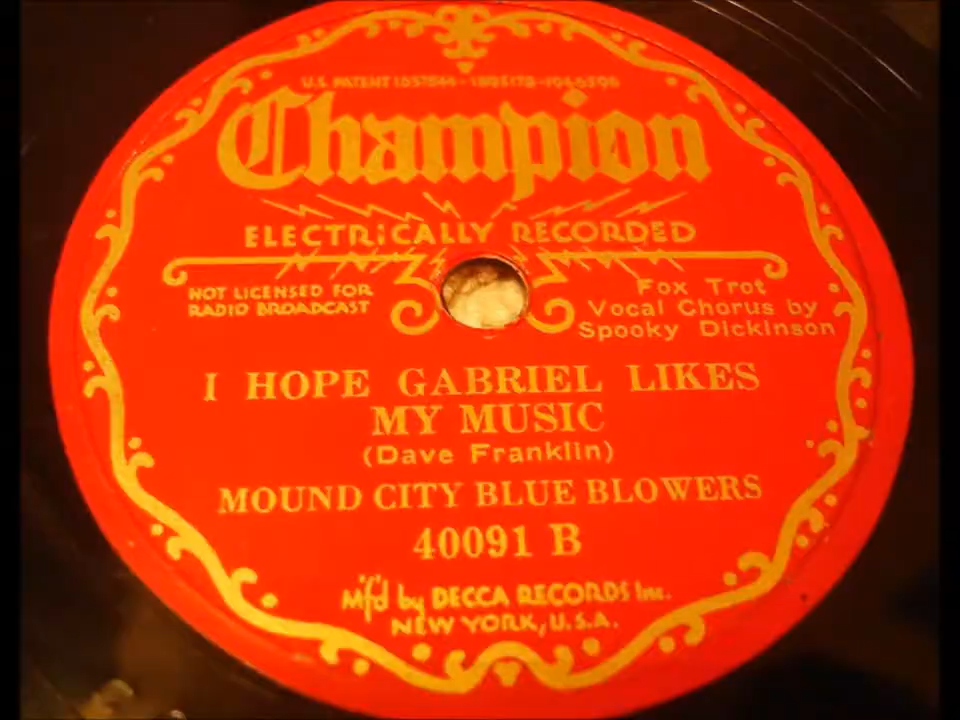 U.S. PATENT
Champion
ELECTRICALLY RECORDED
NOT LICENSED FOR
RADIO BROADCAST
Fox Trot
Vocal Chorus by
Spooky Dickinson
I HOPE GABRIEL LIKES
MY MUSIC
(Dave Franklin)
MOUND CITY BLUE BLOWERS
40091 B
M'f'd by DECCA RECORDS Inc.
NEW YORK, U.S.A.